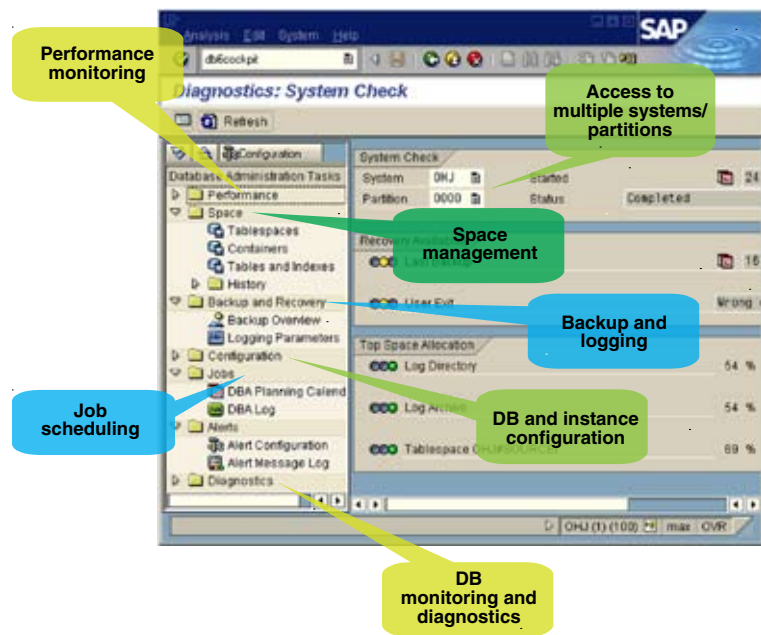 Analysis Edit System Help
SAP
Performance
monitoring
db6cockpit
Diagnostics: System Check
Refresh
Access to
multiple systems/
partitions
Configuration
Database Administration Tasks
Performance
Space
Tablespaces
Containers
Tables and Indexes
History
Backup and Recovery
Backup Overview
Logging Parameters
Configuration
Jobs
DBA Planning Calend
DBA Log
Alerts
Alert Configuration
Alert Message Log
Diagnostics
System Check
System OHJ Started 24
Partition 0000 Status Completed
Space
management
Recovery
16
User Exit Wrong
Backup and
logging
Top Space Allocation
Log Directory 54 %
Log Archive 54 %
Tablespace 89 %
Job
scheduling
DB and instance
configuration
OHJ (1) (100) max OVR
DB
monitoring and
diagnostics